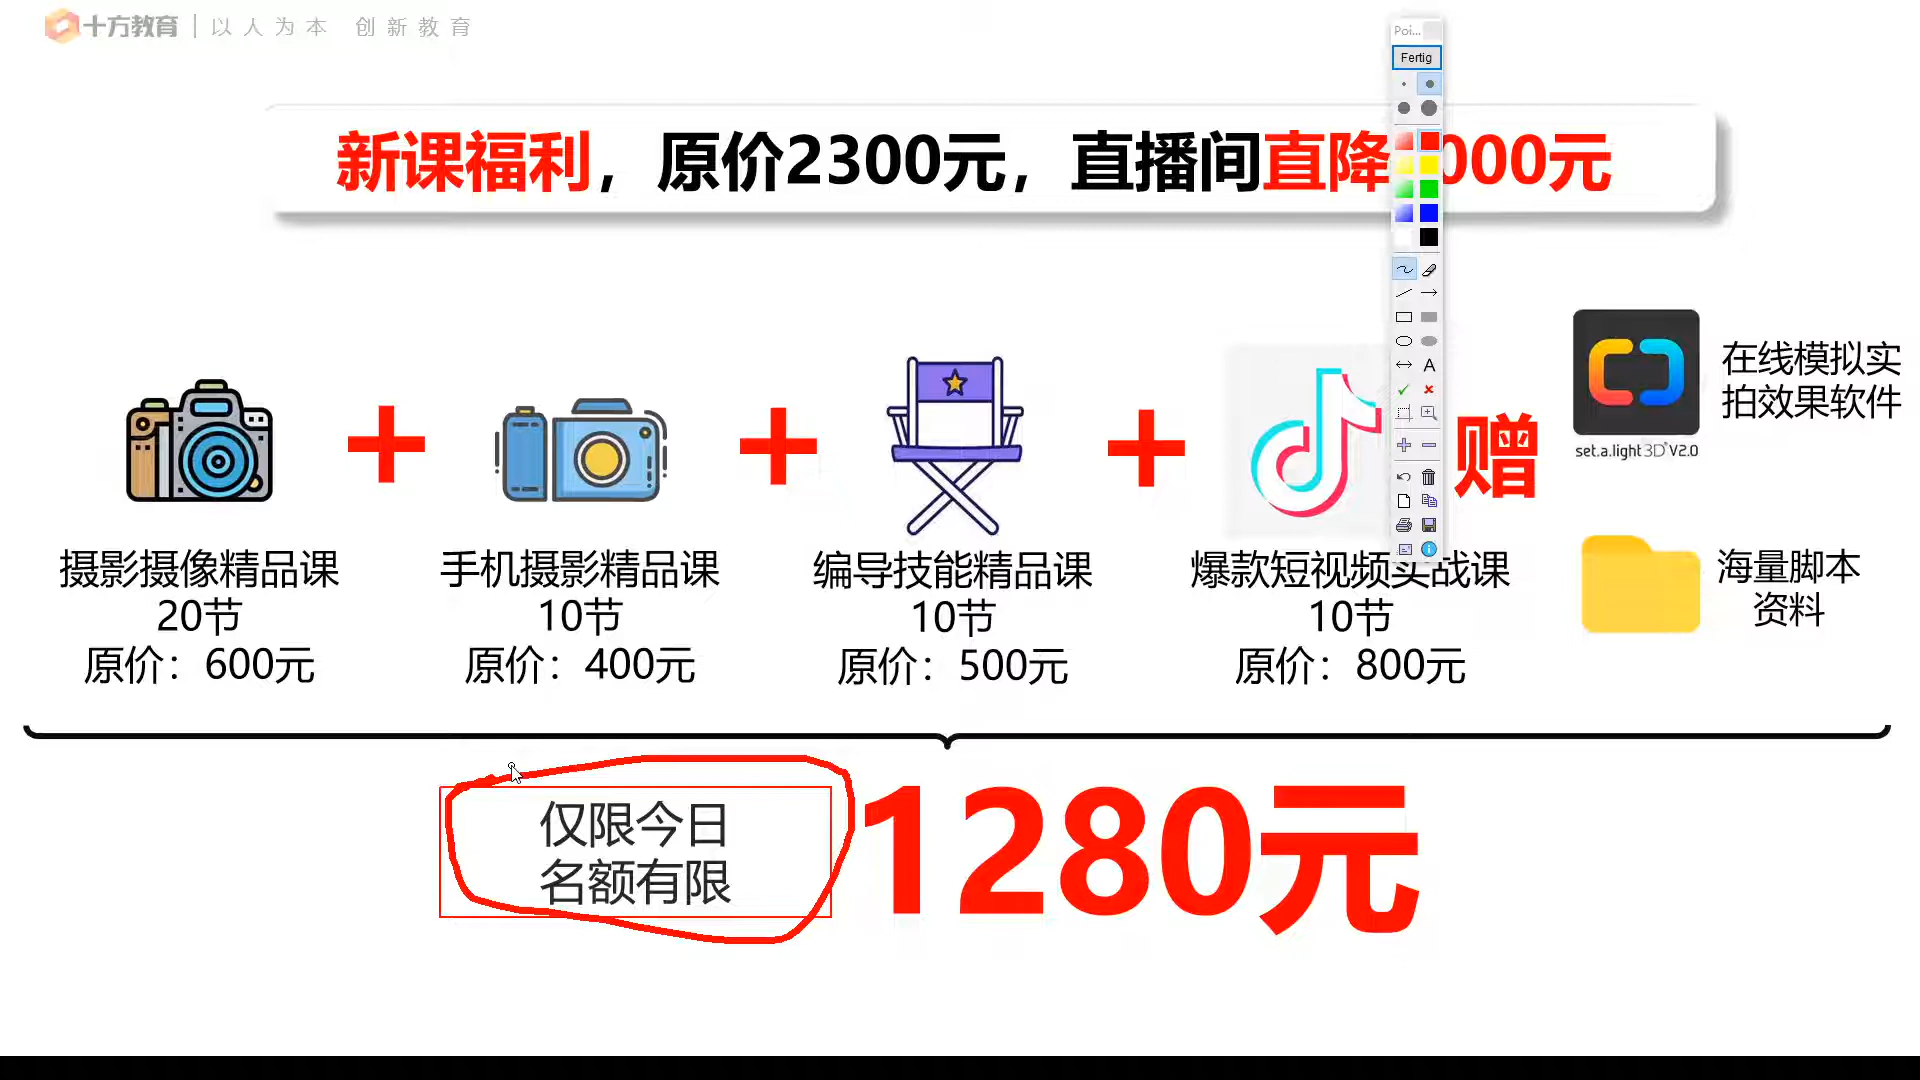 十方教育 | 以人为本 创新教育
Poi...
Fertig
新课福利，原价2300元，直播间直降000元
A
赠
在线模拟实
拍效果软件
set.a.light 3D V2.0
摄影摄像精品课
20节
原价：600元
手机摄影精品课
10节
原价：400元
编导技能精品课
10节
原价：500元
爆款短视频实战课
10节
原价：800元
海量脚本
资料
仅限今日
名额有限
1280元